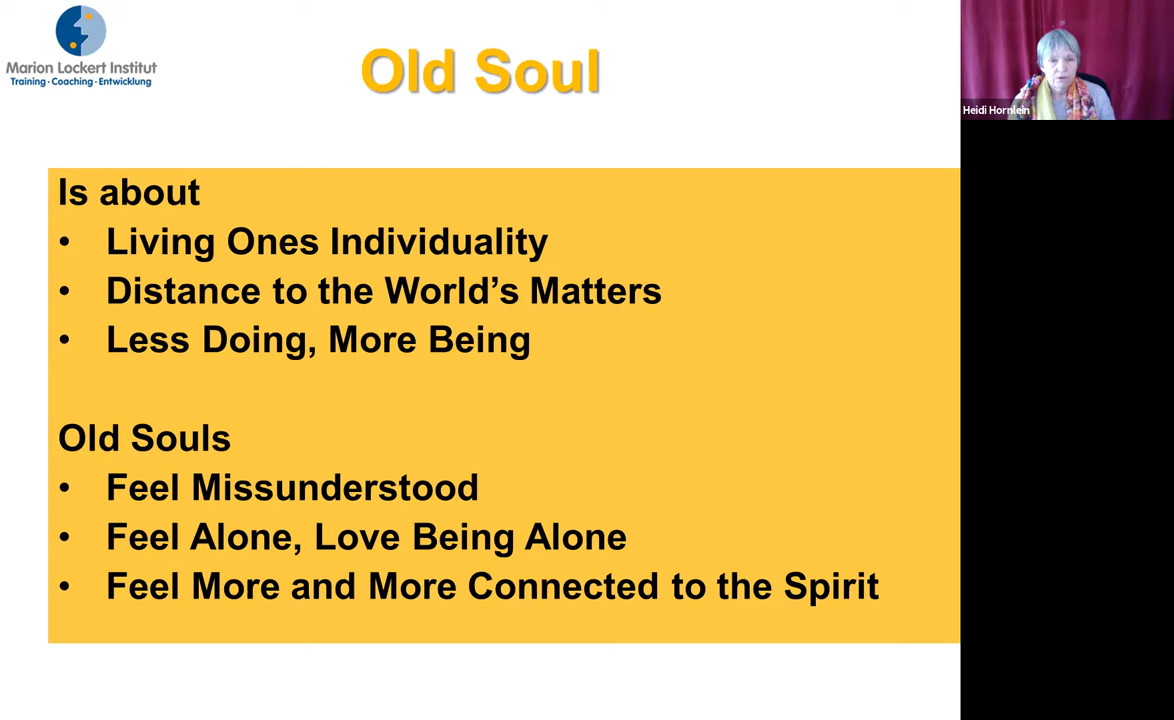 Marion Lockert Institut
Training · Coaching · Entwicklung
Old Soul
Heidi Hornlein
Is about
• Living Ones Individuality
• Distance to the World’s Matters
• Less Doing, More Being
Old Souls
• Feel Missunderstood
• Feel Alone, Love Being Alone
• Feel More and More Connected to the Spirit